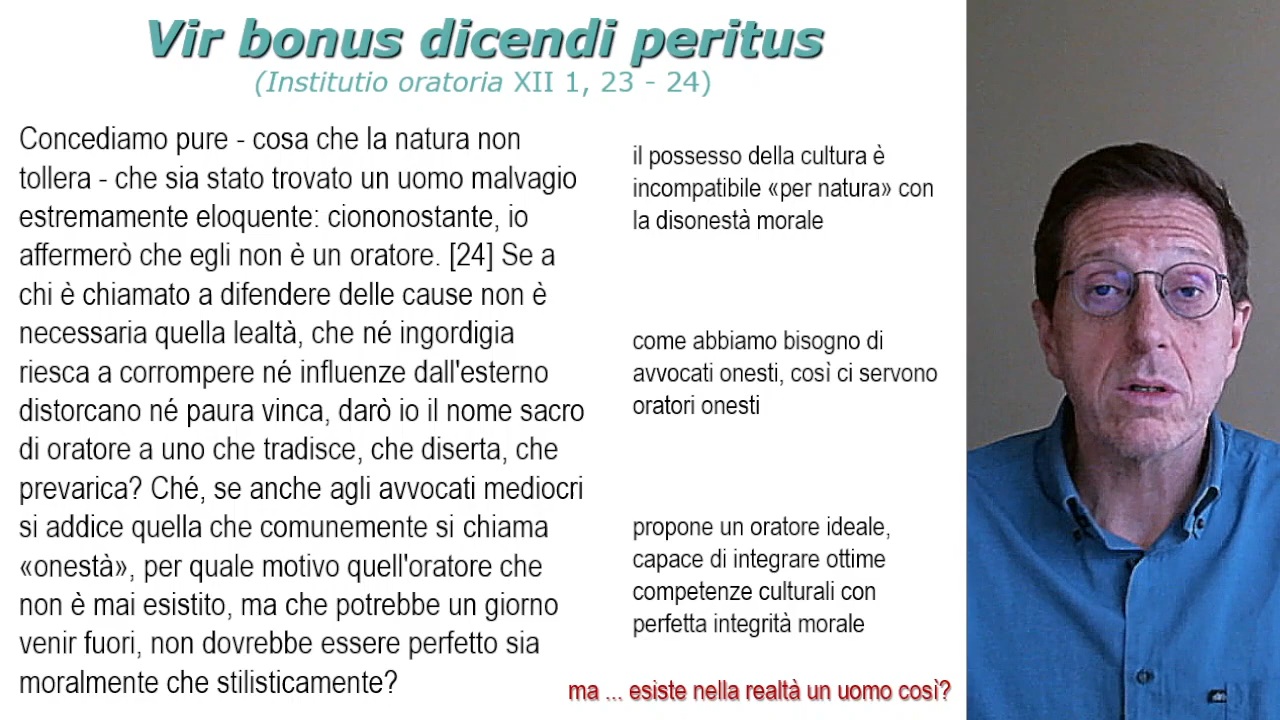 Vir bonus dicendi peritus
(Institutio oratoria XII 1, 23 - 24)
Concediamo pure - cosa che la natura non
tollera - che sia stato trovato un uomo malvagio
estremamente eloquente: ciononostante, io
affermerò che egli non è un oratore. [24] Se a
chi è chiamato a difendere delle cause non è
necessaria quella lealtà, che né ingordigia
riesca a corrompere né influenze dall'esterno
distorcano né paura vinca, darò io il nome sacro
di oratore a uno che tradisce, che diserta, che
prevarica? Ché, se anche agli avvocati mediocri
si addice quella che comunemente si chiama
«onestà», per quale motivo quell'oratore che
non è mai esistito, ma che potrebbe un giorno
venir fuori, non dovrebbe essere perfetto sia
moralmente che stilisticamente?
il possesso della cultura è
incompatibile «per natura» con
la disonestà morale
come abbiamo bisogno di
avvocati onesti, così ci servono
oratori onesti
propone un oratore ideale,
capace di integrare ottime
competenze culturali con
perfetta integrità morale
ma ... esiste nella realtà un uomo così?